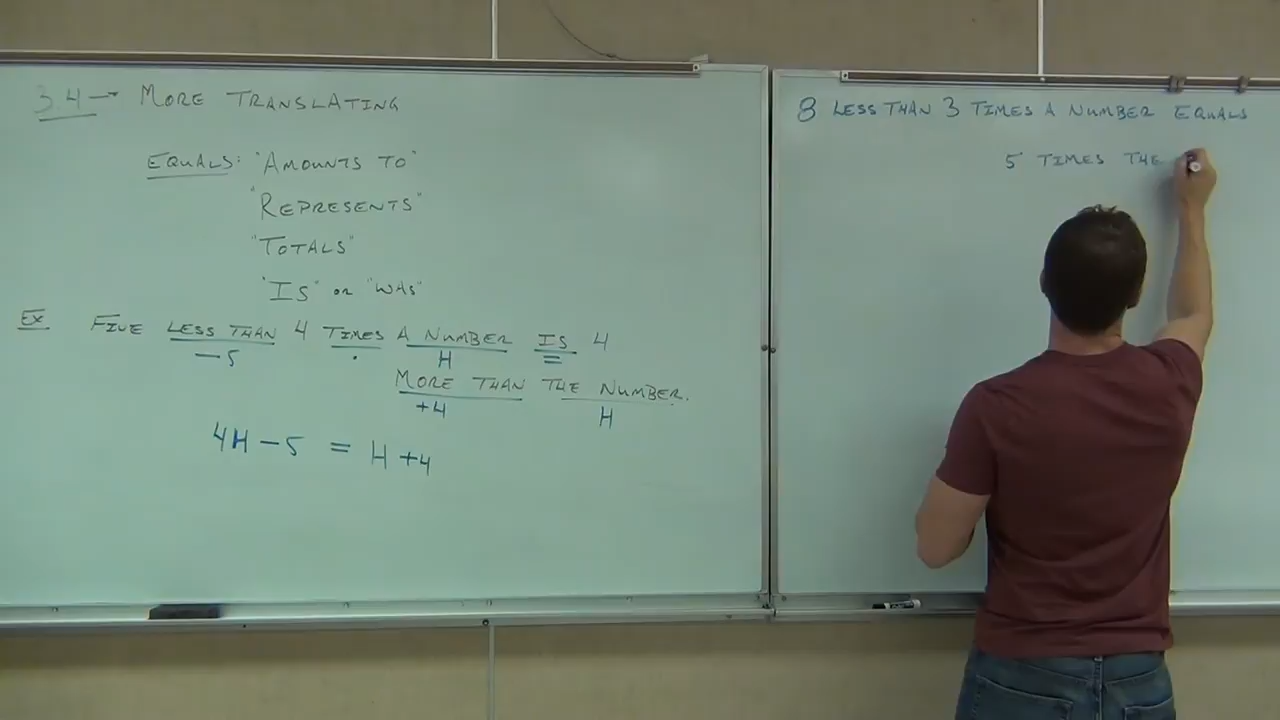 3.4 → MORE TRANSLATING
EQUALS: "AMOUNTS TO"
"REPRESENTS"
"TOTALS"
"IS" OR "WAS"
EX FIVE LESS THAN 4 TIMES A NUMBER IS 4
-5 · H =
MORE THAN THE NUMBER.
+4 H
4H - 5 = H + 4
8 LESS THAN 3 TIMES A NUMBER EQUALS
5 TIMES THE